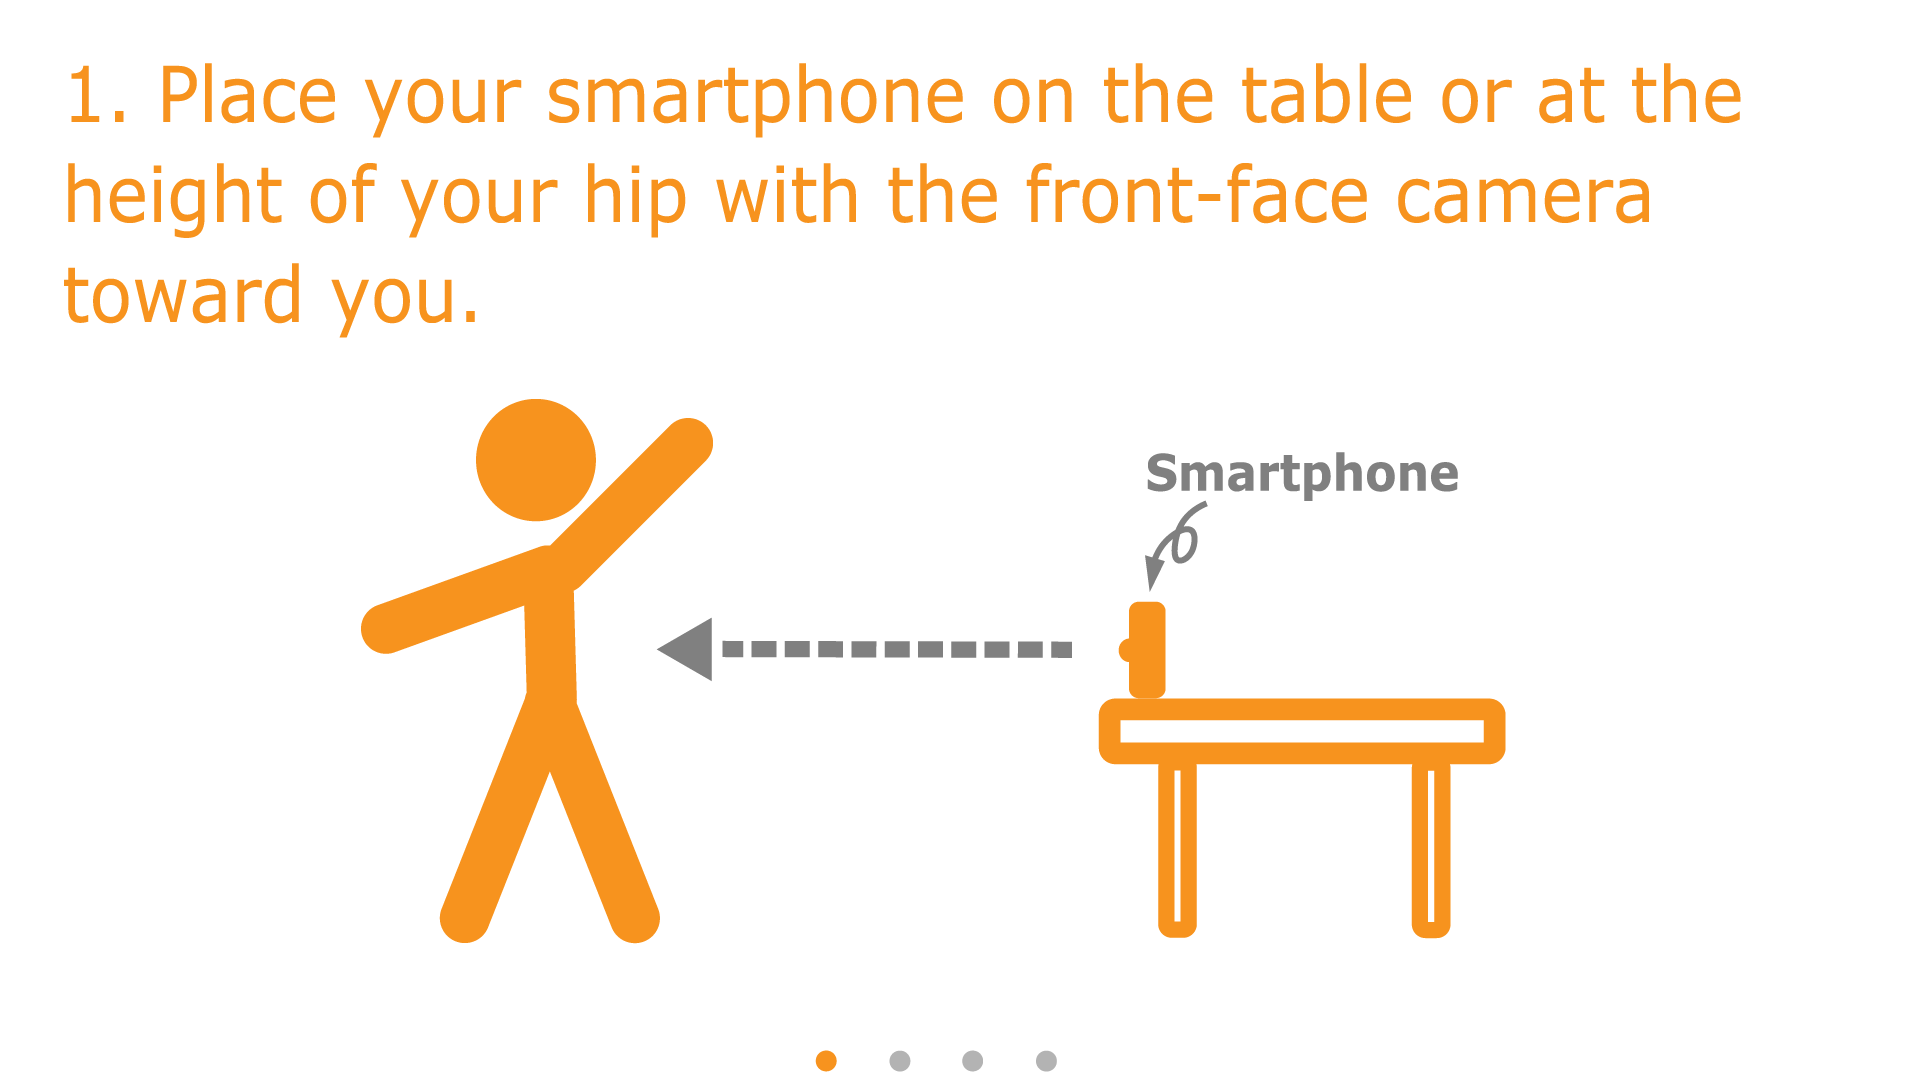 1. Place your smartphone on the table or at the
height of your hip with the front-face camera
toward you.
Smartphone